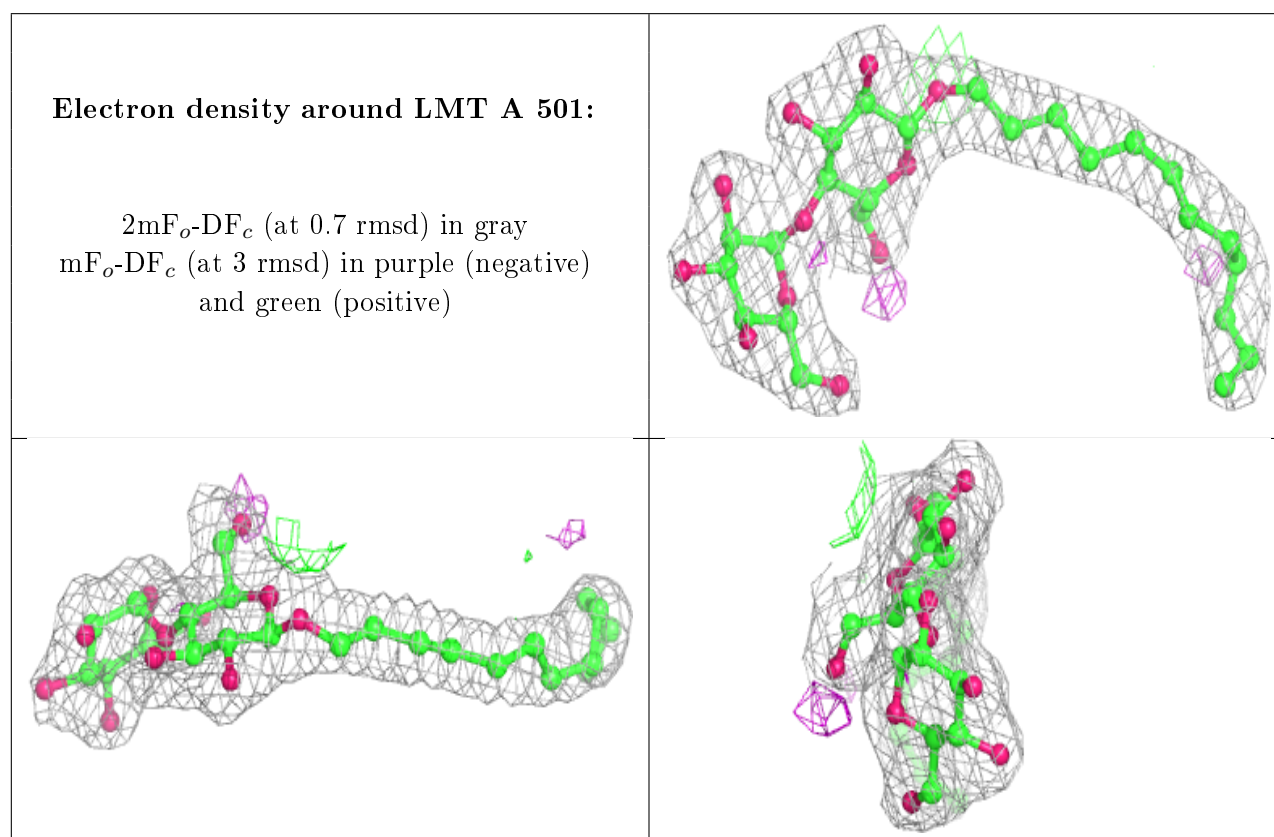 Electron density around LMT A 501:
2mFₒ-DF𝒸 (at 0.7 rmsd) in gray
mFₒ-DF𝒸 (at 3 rmsd) in purple (negative)
and green (positive)